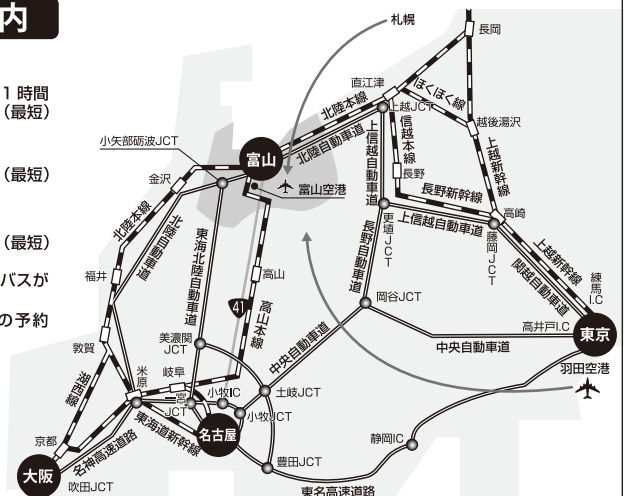 内
1時間
（最短）
（最短）
（最短）
バスが
の予約
札幌
長岡
直江津
ほくほく線
北陸本線
上越JCT
越後湯沢
北陸自動車道
信越本線
上信越自動車道
上越新幹線
小矢部砺波JCT
富山
金沢
富山空港
長野
長野新幹線
高崎
上信越自動車道
更埴JCT
藤岡JCT
上越新幹線
関越自動車道
練馬I.C
北陸本線
北陸自動車道
東海北陸自動車道
長野自動車道
福井
高山
41
高山本線
岡谷JCT
高井戸I.C
東京
中央自動車道
中央自動車道
羽田空港
敦賀
美濃関JCT
湖西線
米原
岐阜
一宮JCT
小牧IC
土岐JCT
小牧JCT
東海道新幹線
名古屋
京都
名神高速道路
静岡IC
大阪
豊田JCT
吹田JCT
東名高速道路